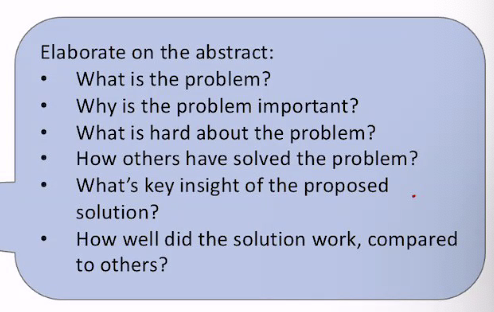 Elaborate on the abstract:
• What is the problem?
• Why is the problem important?
• What is hard about the problem?
• How others have solved the problem?
• What's key insight of the proposed
solution?
• How well did the solution work, compared
to others?